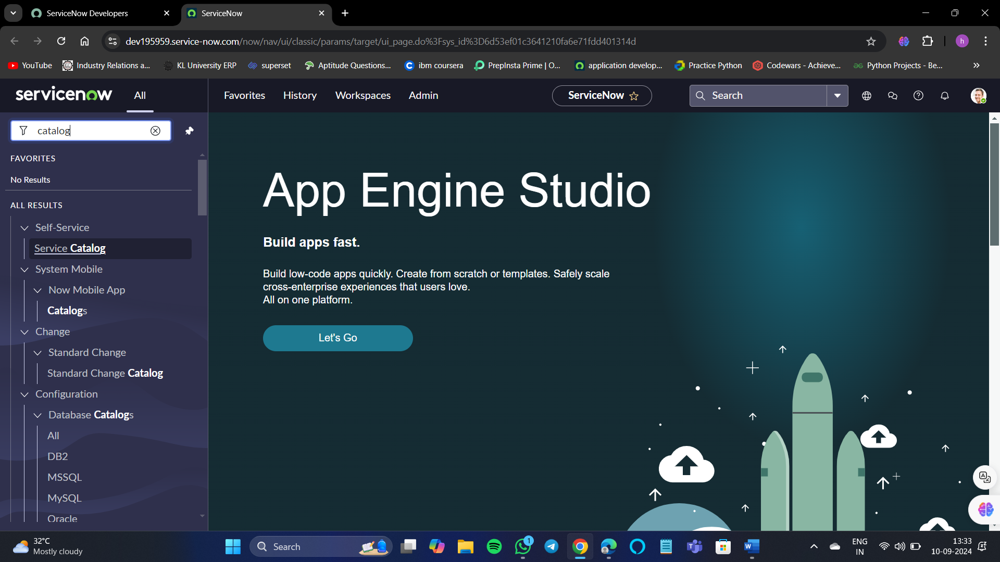 ServiceNow Developers
ServiceNow
dev195959.service-now.com/now/nav/ui/classic/params/target/ui_page.do%3Fsys_id%3D6d53ef01c3641210fa6e71fdd401314d
h
YouTube
Industry Relations a...
KL University ERP
superset
Aptitude Questions...
ibm coursera
PrepInsta Prime | O...
application develop...
Practice Python
Codewars - Achieve...
Python Projects - Be...
servicenow
All
Favorites
History
Workspaces
Admin
ServiceNow
Search
catalog
FAVORITES
No Results
ALL RESULTS
Self-Service
Service Catalog
System Mobile
Now Mobile App
Catalogs
Change
Standard Change
Standard Change Catalog
Configuration
Database Catalogs
All
DB2
MSSQL
MySQL
Oracle
App Engine Studio
Build apps fast.
Build low-code apps quickly. Create from scratch or templates. Safely scale
cross-enterprise experiences that users love.
All on one platform.
Let's Go
32°C
Mostly cloudy
Search
1
ENG
IN
13:33
10-09-2024